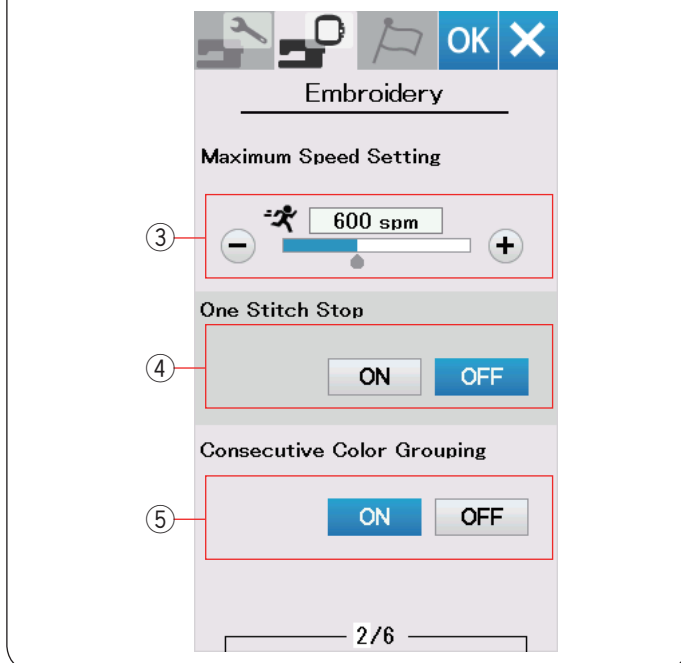 OK
Embroidery
Maximum Speed Setting
③
600 spm
One Stitch Stop
④
ON OFF
Consecutive Color Grouping
⑤
ON OFF
2/6